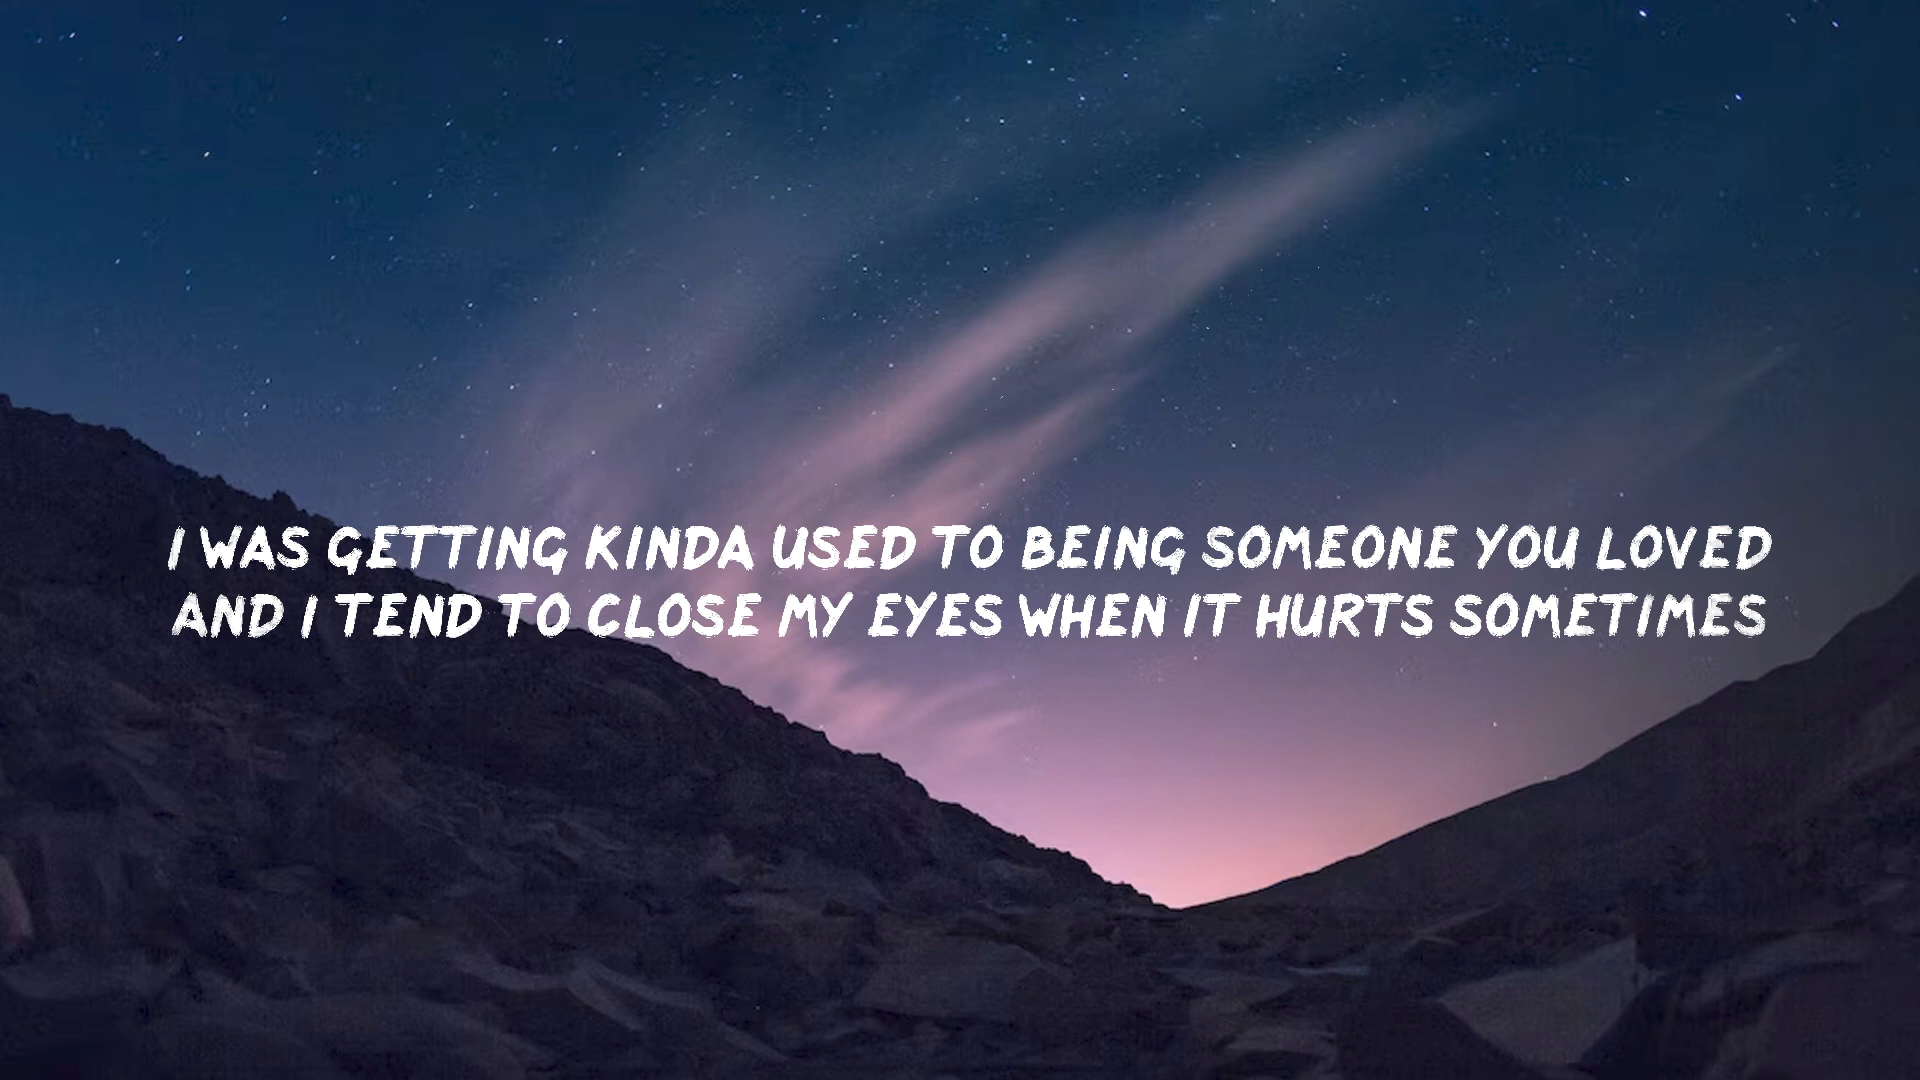 I WAS GETTING KINDA USED TO BEING SOMEONE YOU LOVED
AND I TEND TO CLOSE MY EYES WHEN IT HURTS SOMETIMES